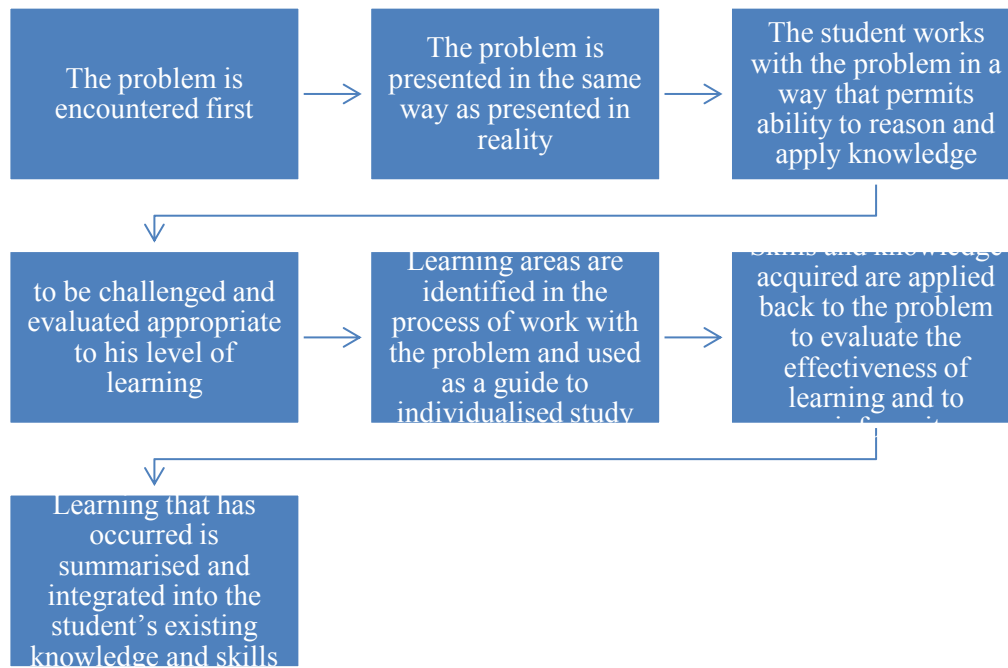 The problem is
encountered first
The problem is
presented in the same
way as presented in
reality
The student works
with the problem in a
way that permits
ability to reason and
apply knowledge
to be challenged and
evaluated appropriate
to his level of
learning
Learning areas are
identified in the
process of work with
the problem and used
as a guide to
individualised study
Skills and knowledge
acquired are applied
back to the problem
to evaluate the
effectiveness of
learning and to
Learning that has
occurred is
summarised and
integrated into the
student’s existing
knowledge and skills